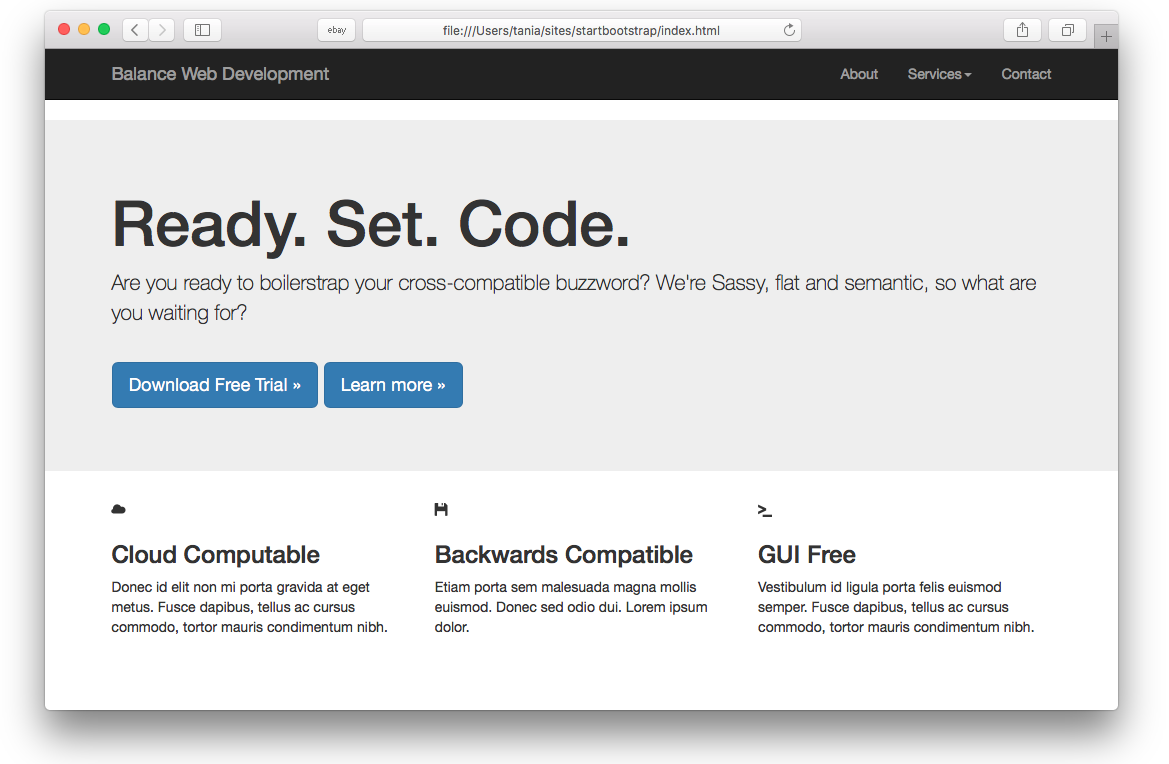 ebay
file:///Users/tania/sites/startbootstrap/index.html
Balance Web Development
About
Services
Contact
Ready. Set. Code.
Are you ready to boilerstrap your cross-compatible buzzword? We're Sassy, flat and semantic, so what are
you waiting for?
Download Free Trial »
Learn more »
Cloud Computable
Donec id elit non mi porta gravida at eget
metus. Fusce dapibus, tellus ac cursus
commodo, tortor mauris condimentum nibh.
Backwards Compatible
Etiam porta sem malesuada magna mollis
euismod. Donec sed odio dui. Lorem ipsum
dolor.
GUI Free
Vestibulum id ligula porta felis euismod
semper. Fusce dapibus, tellus ac cursus
commodo, tortor mauris condimentum nibh.